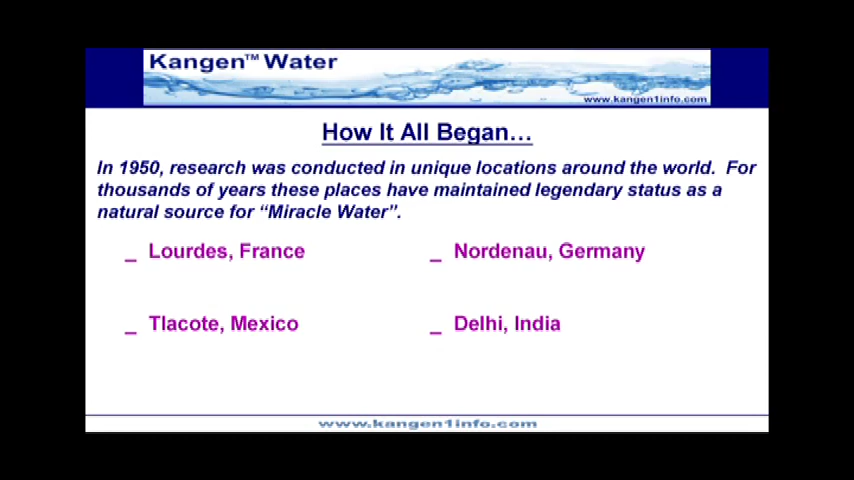 Kangen™ Water
www.kangen1info.com
How It All Began...
In 1950, research was conducted in unique locations around the world. For
thousands of years these places have maintained legendary status as a
natural source for “Miracle Water”.
_ Lourdes, France
_ Nordenau, Germany
_ Tlacote, Mexico
_ Delhi, India
www.kangen1info.com